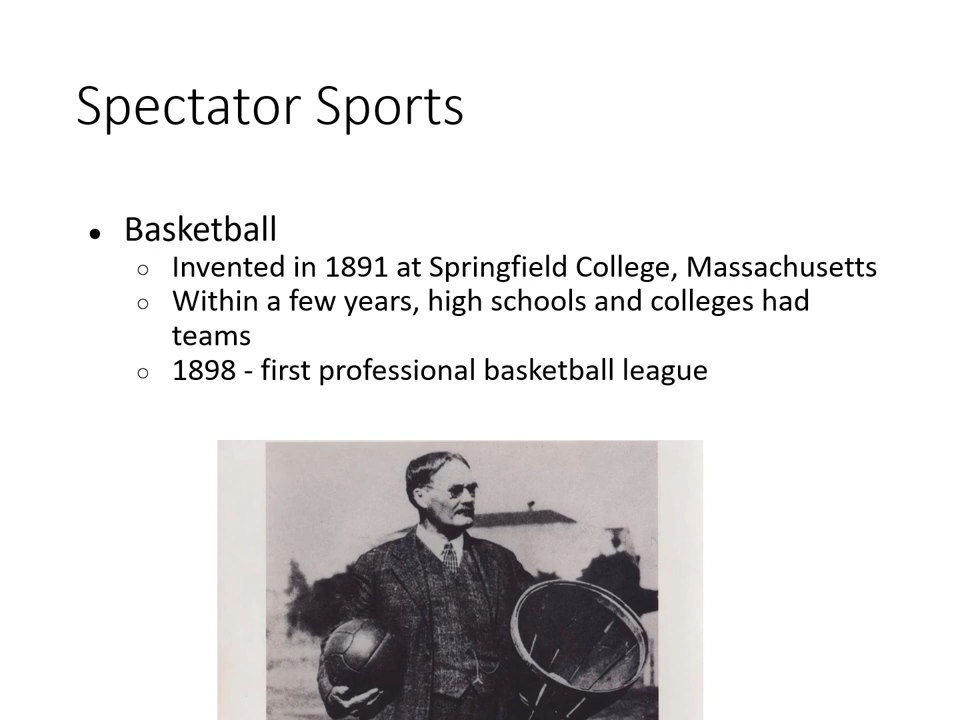 Spectator Sports
● Basketball
○ Invented in 1891 at Springfield College, Massachusetts
○ Within a few years, high schools and colleges had
teams
○ 1898 - first professional basketball league